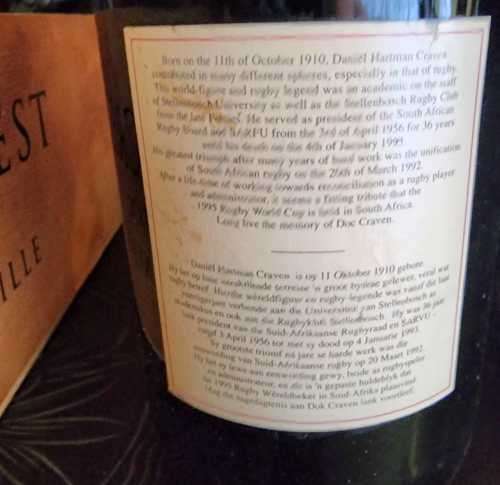 EST
ILLE
Born on the 11th of October 1910, Daniël Hartman Craven
contributed in many different spheres, especially in that of rugby.
This world figure and rugby legend was an academic on the staff
of Stellenbosch University as well as the Stellenbosch Rugby Club
from the late He served as president of the South African
Rugby Board and SARFU from the 3rd of April 1956 for 36 years
until his death on the 4th of January 1993.
His greatest triumph after many years of hard work was the unification
of South African rugby on the 20th of March 1992.
After a life-time of working towards reconciliation as a rugby player
and administrator, it seems a fitting tribute that the
1995 Rugby World Cup is held in South Africa.
Long live the memory of Doc Craven.
Daniël Hartman Craven is op 11 Oktober 1910 gebore
Hy het op baie uiteenlopende terreine 'n groot bydrae gelewer, veral wat
rugby betref. Hierdie wêreldfiguur en rugby-legende was vanaf die laat
verbonde aan die Universiteit van Stellenbosch as
en ook aan die Rugbyklub Stellenbosch. Hy was 36 jaar
lank president van die Suid-Afrikaanse Rugbyraad en SARVU -
vanaf 3 April 1956 tot met sy dood op 4 Januarie 1993.
Sy grootste triomf ná jare se harde werk was die
eenwording van Suid-Afrikaanse rugby op 20 Maart 1992.
Hy het sy lewe aan eenwording gewy, beide as rugbyspeler
en administrateur, en dit is 'n gepaste huldeblyk dat
die 1995 Rugby Wêreldbeker in Suid-Afrika plaasvind
Mag die nagedagtenis aan Dok Craven lank voortleef.